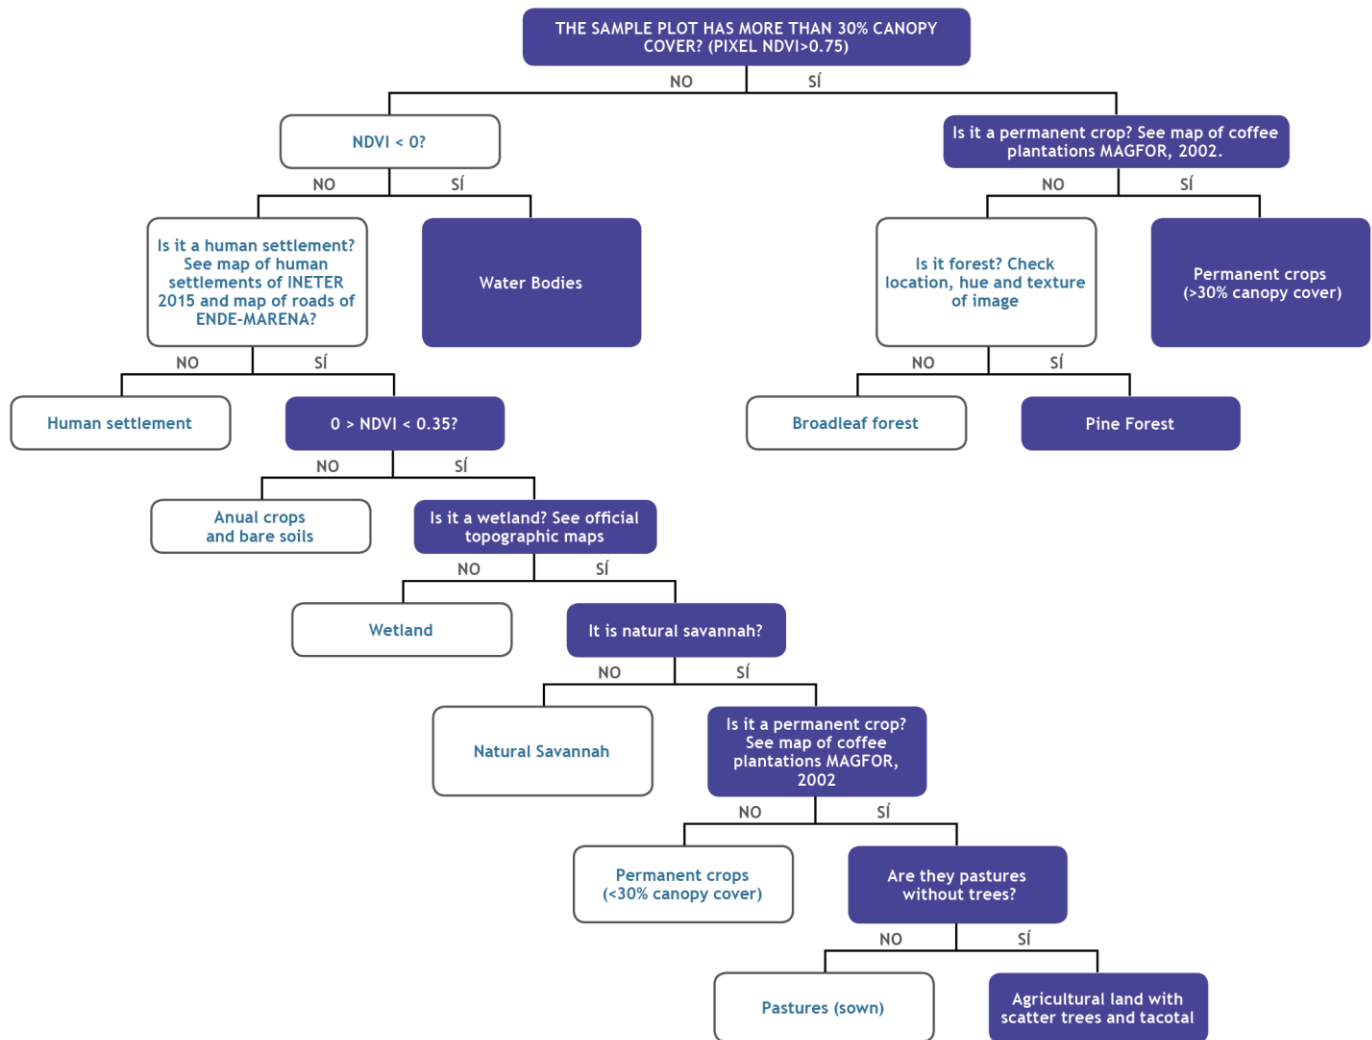 THE SAMPLE PLOT HAS MORE THAN 30% CANOPY
COVER? (PIXEL NDVI>0.75)
NO
SÍ
NDVI < 0?
Is it a permanent crop? See map of coffee
plantations MAGFOR, 2002.
NO
SÍ
NO
SÍ
Is it a human settlement?
See map of human
settlements of INETER
2015 and map of roads of
ENDE-MARENA?
Water Bodies
Is it forest? Check
location, hue and texture
of image
Permanent crops
(>30% canopy cover)
NO
SÍ
NO
SÍ
Human settlement
0 > NDVI < 0.35?
Broadleaf forest
Pine Forest
NO
SÍ
Anual crops
and bare soils
Is it a wetland? See official
topographic maps
NO
SÍ
Wetland
It is natural savannah?
NO
SÍ
Natural Savannah
Is it a permanent crop?
See map of coffee
plantations MAGFOR,
2002
NO
SÍ
Permanent crops
(<30% canopy cover)
Are they pastures
without trees?
NO
SÍ
Pastures (sown)
Agricultural land with
scatter trees and tacotal